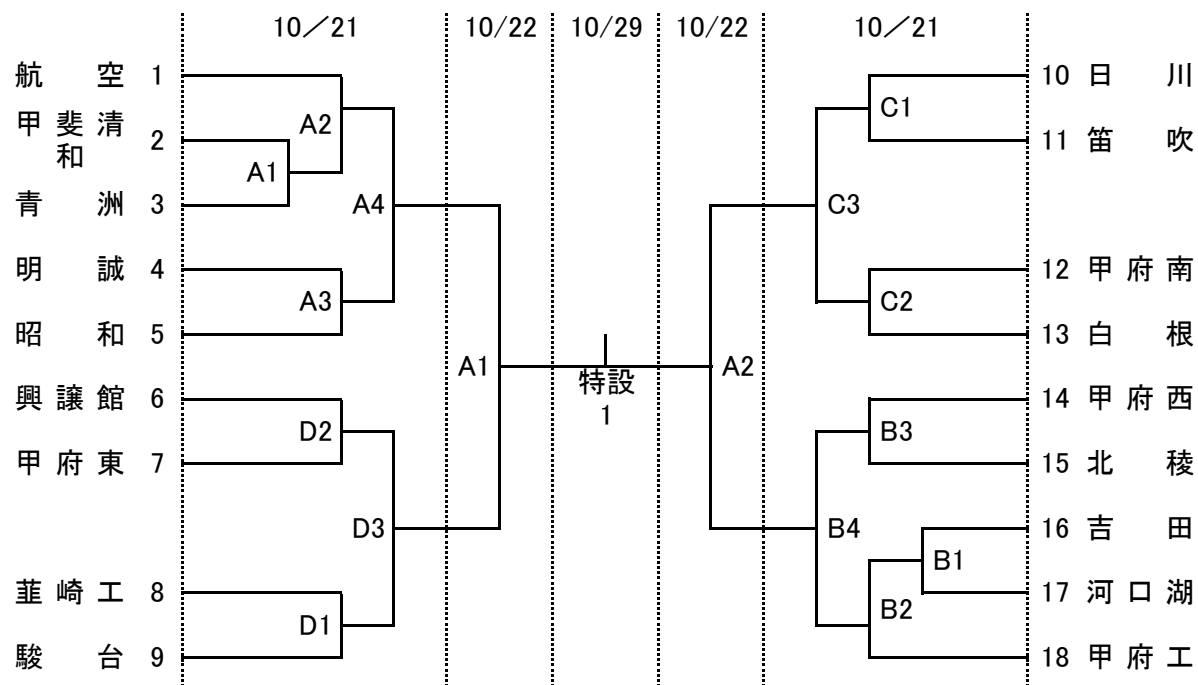 10／21 10/22 10/29 10/22 10／21
航空 1
甲斐清和 2
青洲 3
明誠 4
昭和 5
興譲館 6
甲府東 7
韮崎工 8
駿台 9
A2
A1
A4
A3
D2
D3
D1
A1
特設
1
A2
C1
C3
C2
B3
B4
B1
B2
10 日川
11 笛吹
12 甲府南
13 白根
14 甲府西
15 北稜
16 吉田
17 河口湖
18 甲府工